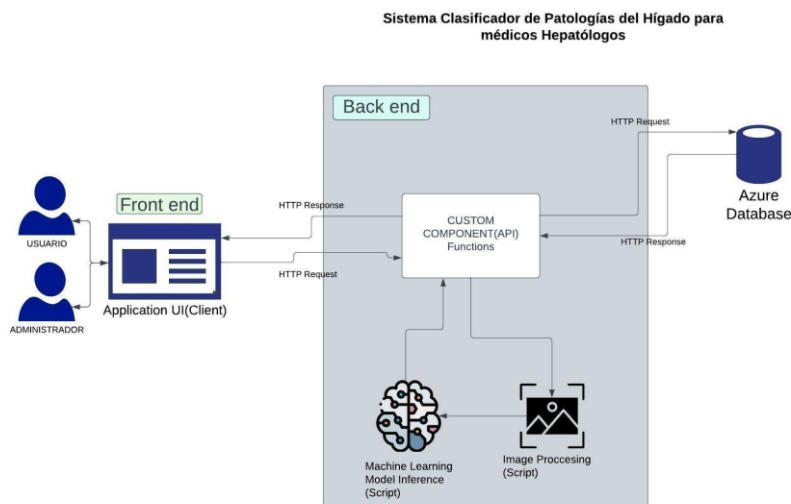 Sistema Clasificador de Patologías del Hígado para
médicos Hepatólogos
Back end
HTTP Request
Azure
Database
Front end
HTTP Response
CUSTOM
COMPONENT(API)
Functions
HTTP Response
USUARIO
HTTP Request
Application UI(Client)
ADMINISTRADOR
Machine Learning
Model Inference
(Script)
Image Proccesing
(Script)